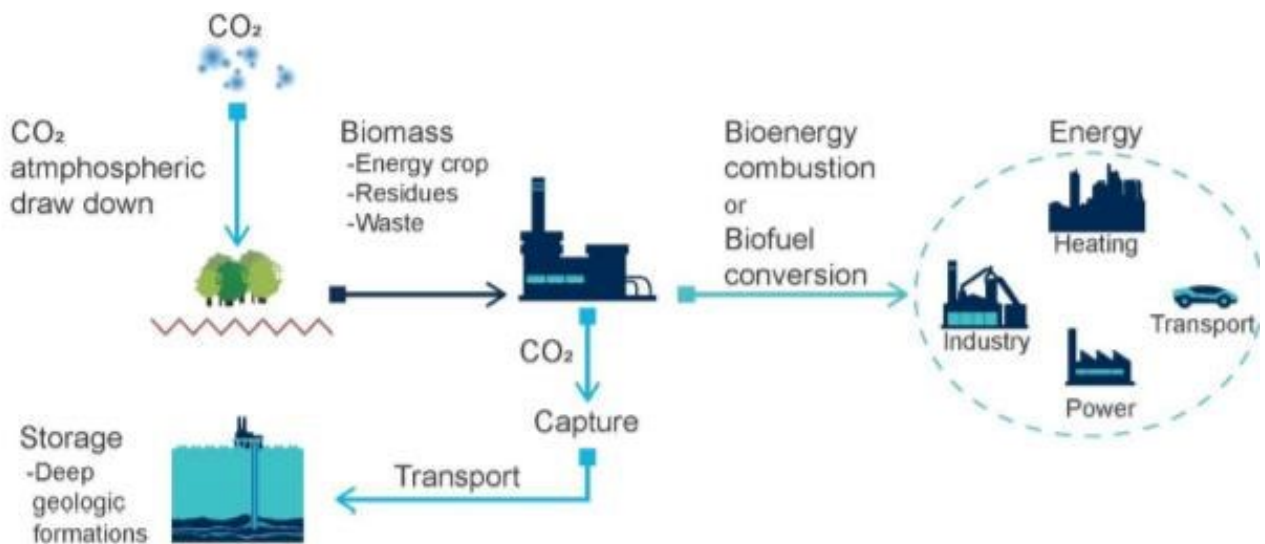 CO₂
CO₂
atmphospheric
draw down
Biomass
-Energy crop
-Residues
-Waste
Bioenergy
combustion
or
Biofuel
conversion
Energy
Heating
Industry
Transport
Power
CO₂
Capture
Transport
Storage
-Deep
geologic
formations